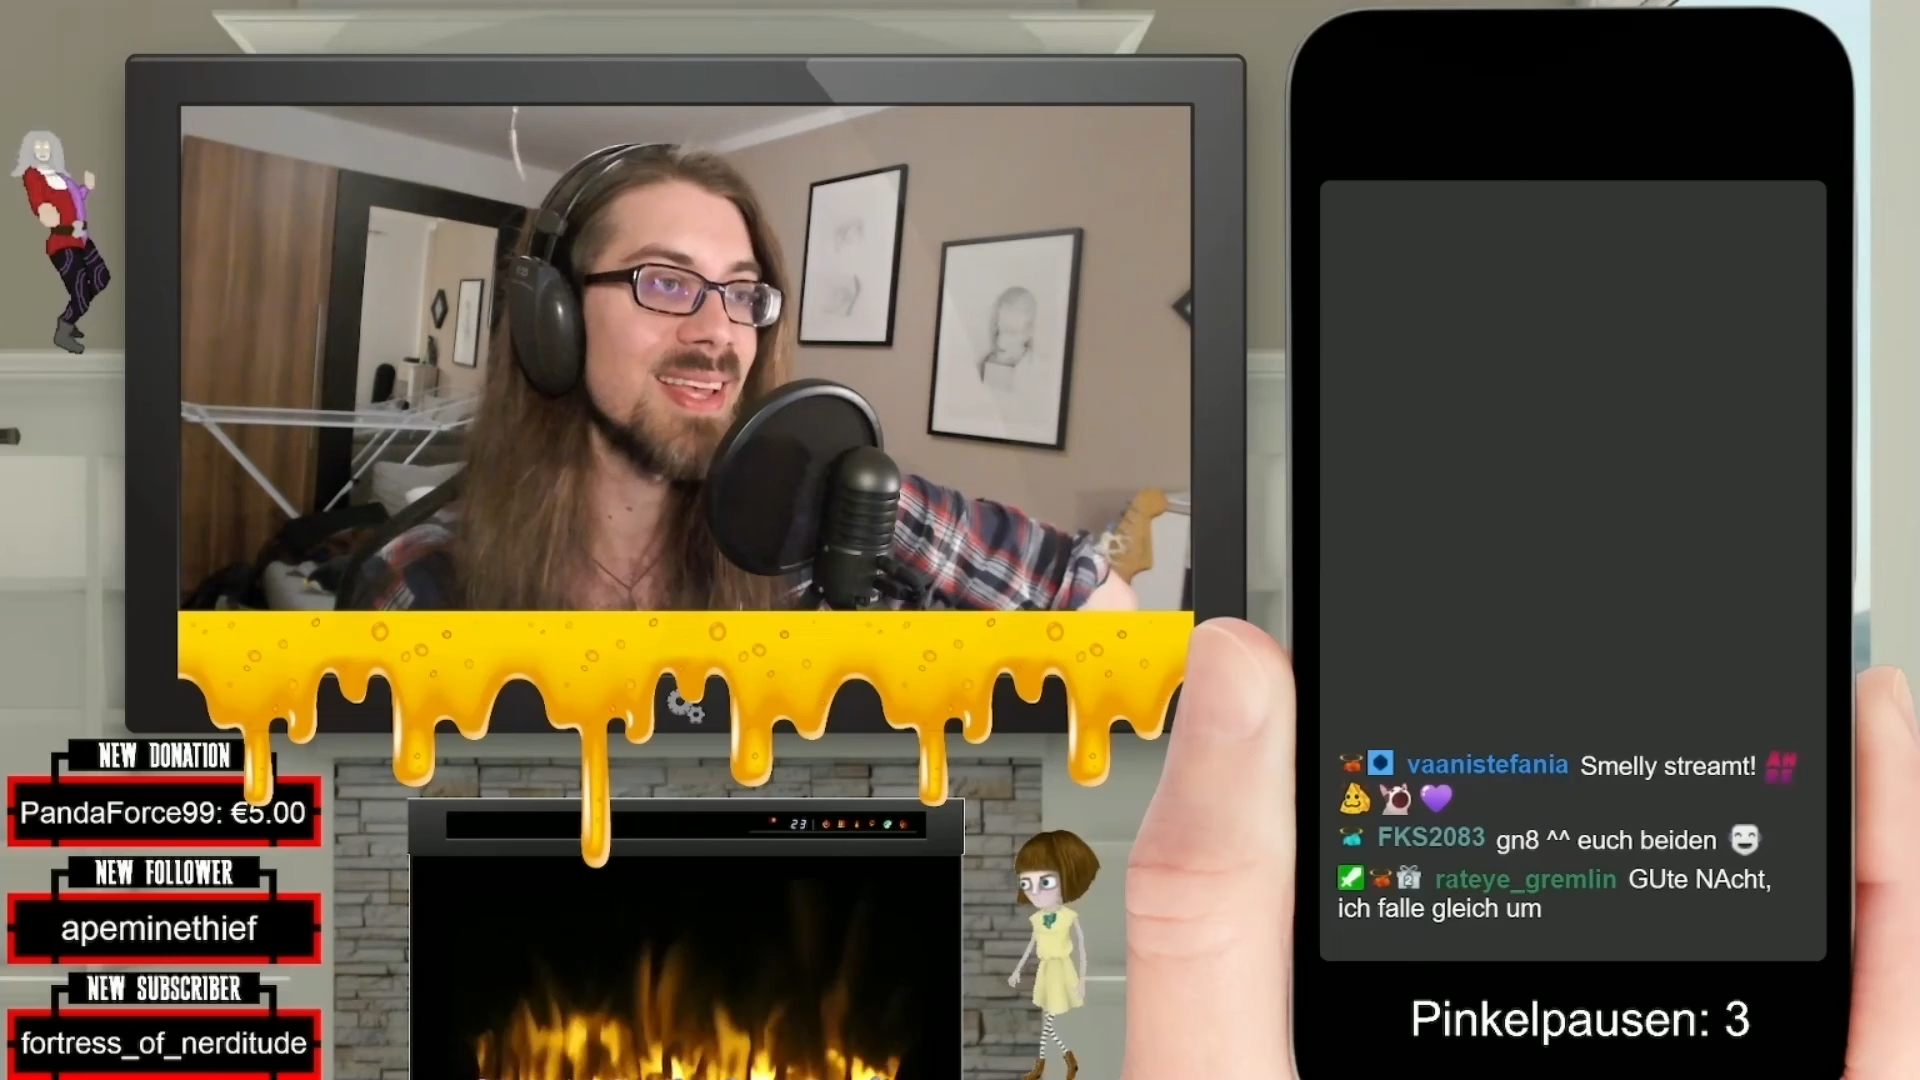 NEW DONATION
PandaForce99: €5.00
NEW FOLLOWER
apeminethief
NEW SUBSCRIBER
fortress_of_nerditude
23
vaanistefania Smelly streamt!
FKS2083 gn8 ^^ euch beiden
rateye_gremlin GUte NAcht,
ich falle gleich um
Pinkelpausen: 3